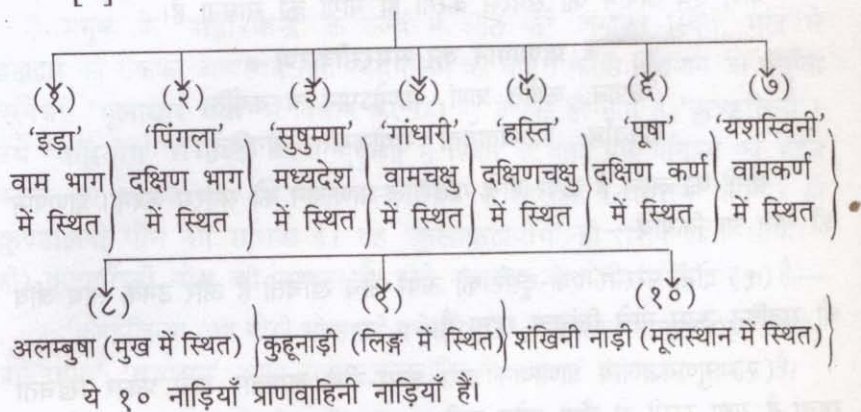 (१) (२) (३) (४) (५) (६) (७)
'इड़ा' 'पिंगला' 'सुषुम्णा' 'गांधारी' 'हस्ति 'पूषा' 'यशस्विनी'
वाम भाग दक्षिण भाग मध्यदेश वामचक्षु दक्षिणचक्षु दक्षिण कर्ण वामकर्ण
में स्थित में स्थित में स्थित में स्थित में स्थित में स्थित में स्थित
(८) (९) (१०)
अलम्बुषा (मुख में स्थित) कुहूनाड़ी (लिङ्ग में स्थित) शंखिनी नाड़ी (मूलस्थान में स्थित)
ये १० नाड़ियाँ प्राणवाहिनी नाड़ियाँ हैं।